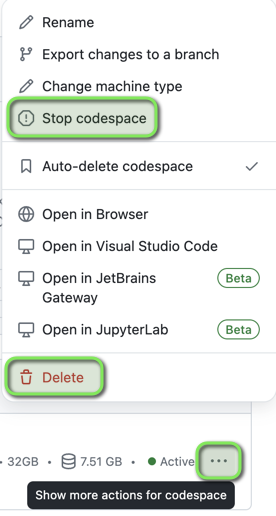 Rename
Export changes to a branch
Change machine type
Stop codespace
Auto-delete codespace
Open in Browser
Open in Visual Studio Code
Open in JetBrains Beta
Gateway
Open in JupyterLab Beta
Delete
• 32GB • 7.51 GB • Active
Show more actions for codespace